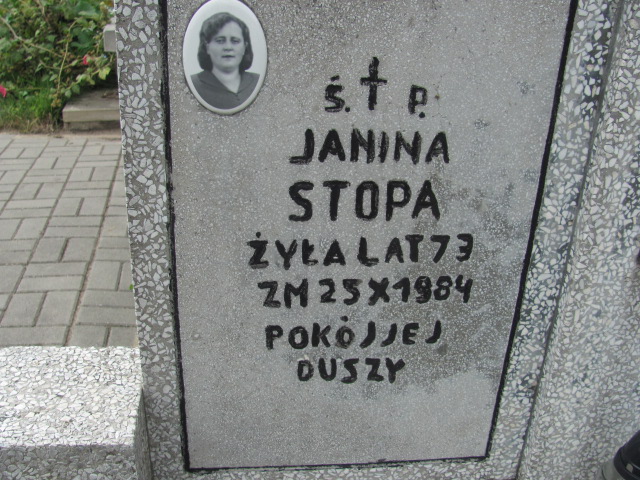 Ś. † P.
JANINA
STOPA
ŻYŁA LAT 73
ZM 25 X 1984
POKÓJ JEJ
DUSZY